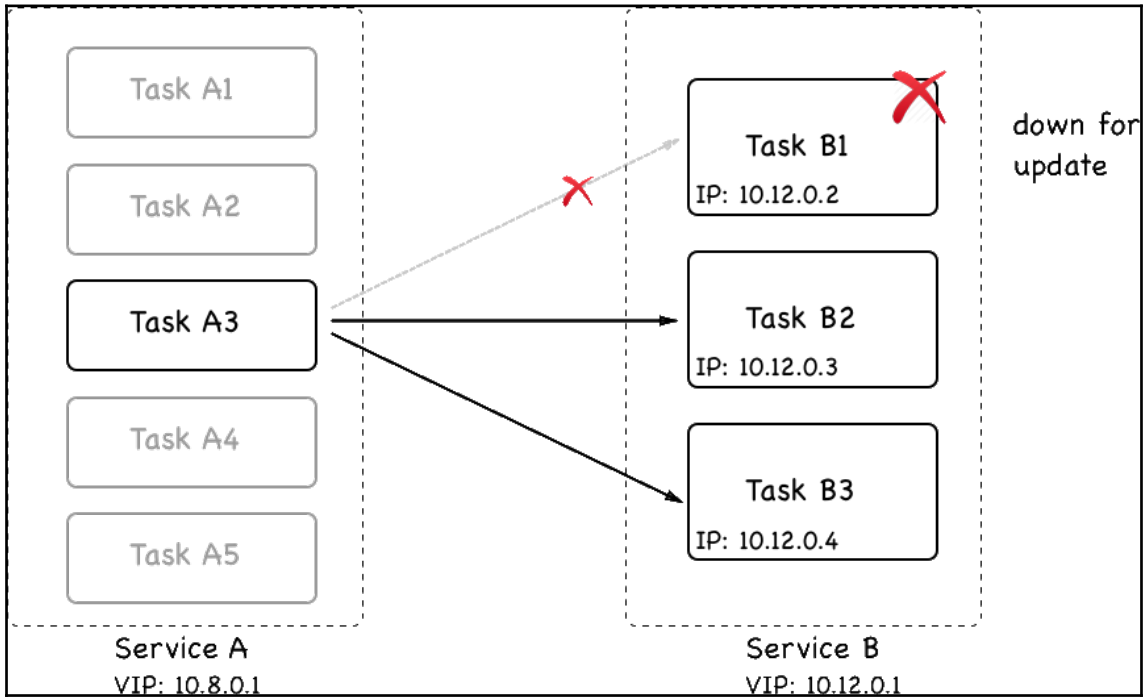 Task A1
Task A2
Task A3
Task A4
Task A5
Service A
VIP: 10.8.0.1
Task B1
IP: 10.12.0.2
Task B2
IP: 10.12.0.3
Task B3
IP: 10.12.0.4
Service B
VIP: 10.12.0.1
down for
update